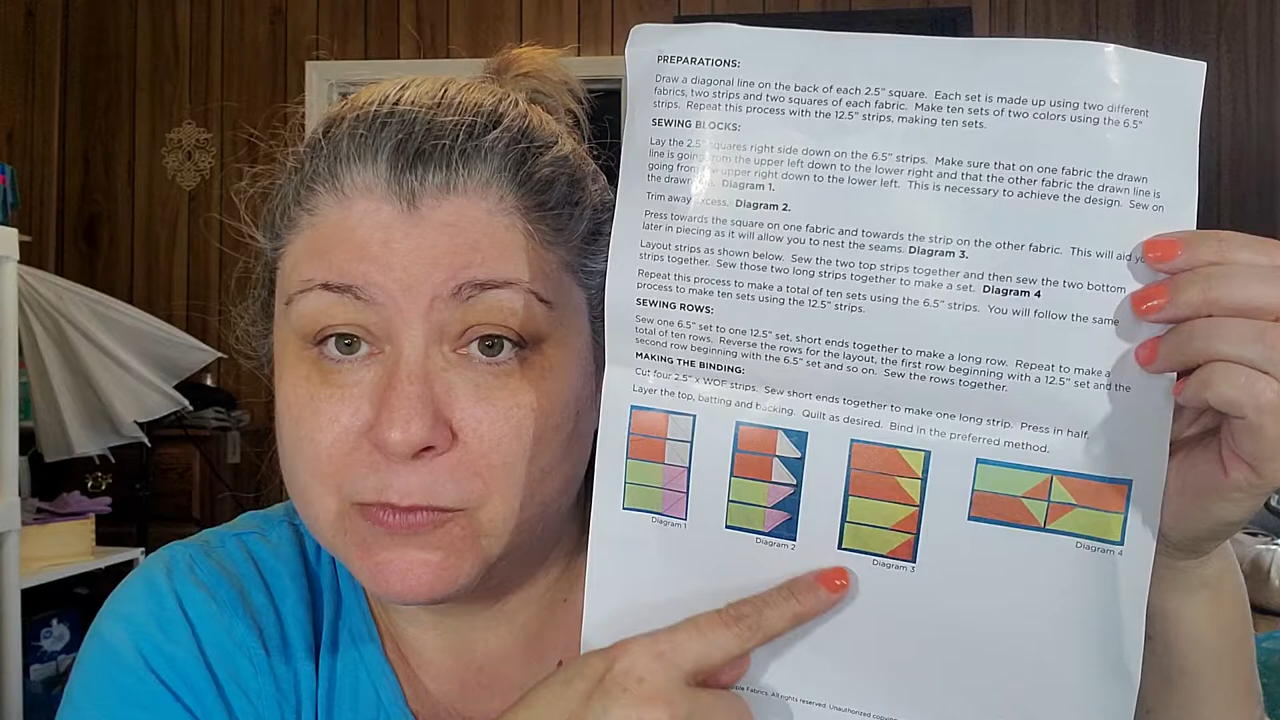 PREPARATIONS:
Draw a diagonal line on the back of each 2.5" square. Each set is made up using two different
fabrics, two strips and two squares of each fabric. Make ten sets of two colors using the 6.5"
strips. Repeat this process with the 12.5" strips, making ten sets.
SEWING BLOCKS:
Lay the 2.5" squares right side down on the 6.5" strips. Make sure that on one fabric the drawn
line is going from the upper left down to the lower right and that the other fabric the drawn line is
going from upper right down to the lower left. This is necessary to achieve the design. Sew on
the drawn Diagram 1.
Trim away excess. Diagram 2.
Press towards the square on one fabric and towards the strip on the other fabric. This will aid
later in piecing as it will allow you to nest the seams. Diagram 3.
Layout strips as shown below. Sew the two top strips together and then sew the two bottom
strips together. Sew those two long strips together to make a set. Diagram 4
Repeat this process to make a total of ten sets using the 6.5" strips. You will follow the same
process to make ten sets using the 12.5" strips.
SEWING ROWS:
Sew one 6.5" set to one 12.5" set, short ends together to make a long row. Repeat to make a
total of ten rows. Reverse the rows for the layout, the first row beginning with a 12.5" set and the
second row beginning with the 6.5" set and so on. Sew the rows together.
MAKING THE BINDING:
Cut four 2.5" x WOF strips. Sew short ends together to make one long strip. Press in half.
Layer the top, batting and backing. Quilt as desired. Bind in the preferred method.
Diagram 1
Diagram 2
Diagram 3
Diagram 4
Fabrics. All rights reserved. Unauthorized